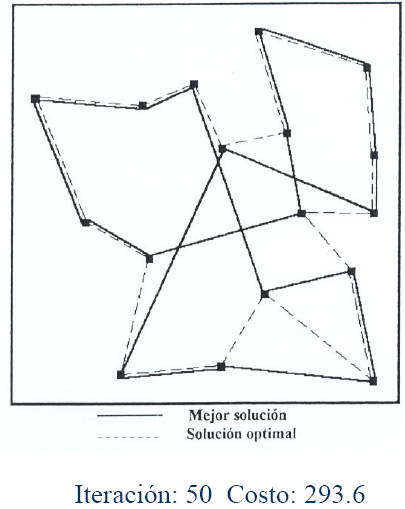 Mejor solución
Solución optimal
Iteración: 50 Costo: 293.6